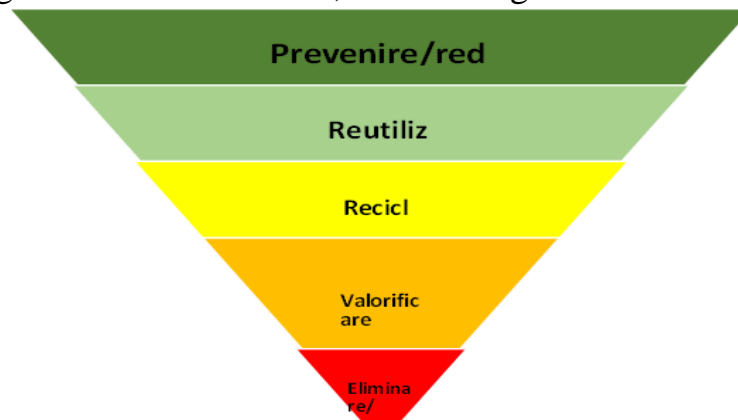 Prevenire/red
Reutiliz
Recicl
Valorific
are
Elimina
re/